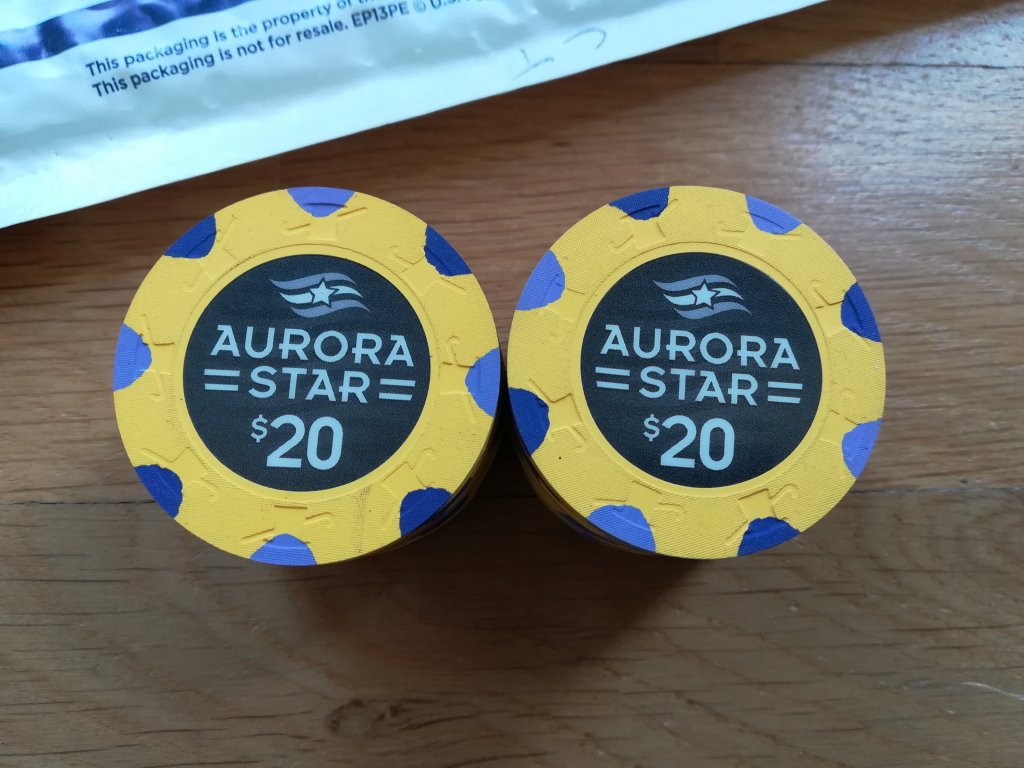 This packaging is the property of the
This packaging is not for resale. EP13PE © U.S.
AURORA
STAR
$20
AURORA
STAR
$20